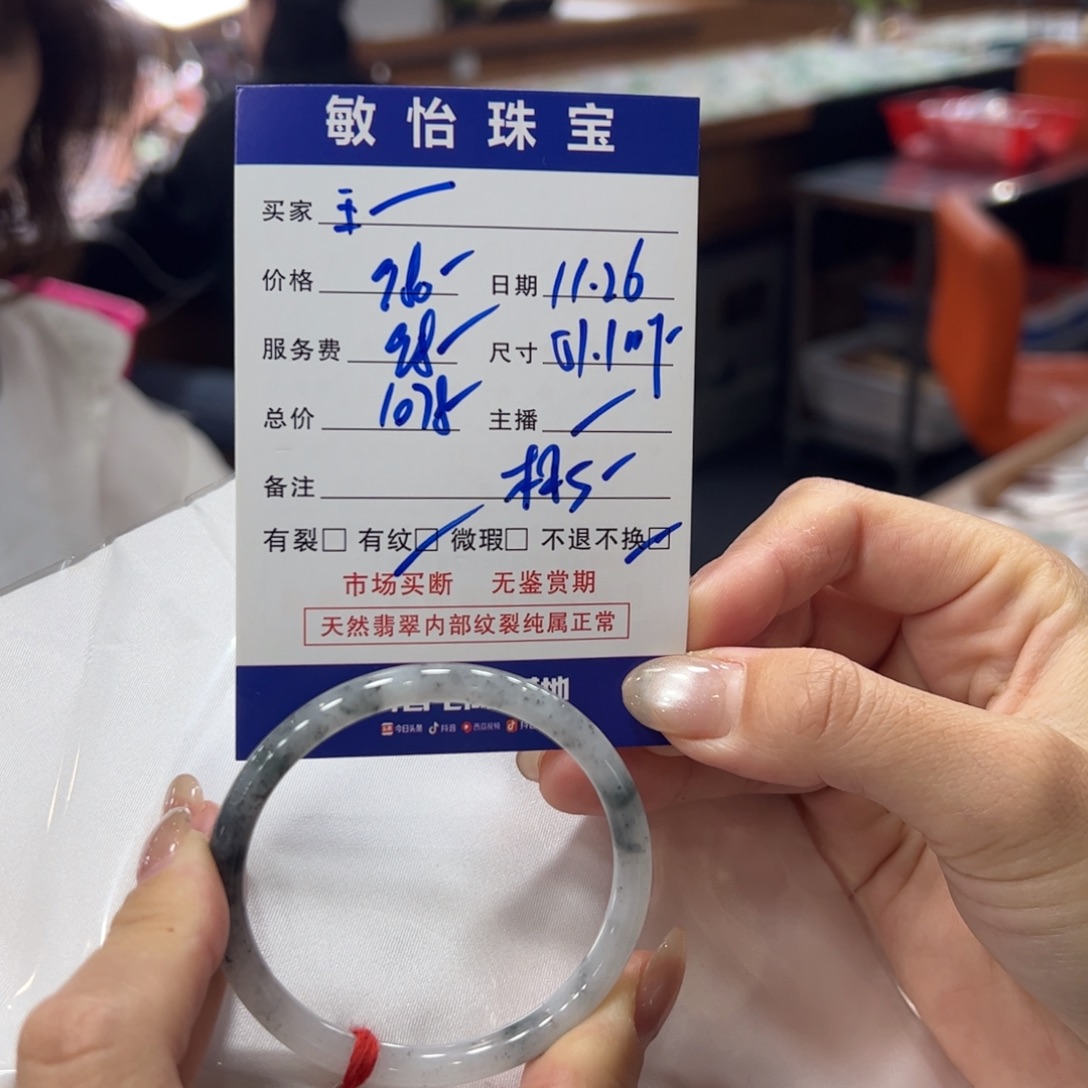 敏怡珠宝
买家 王
价格 98 日期 11.26
服务费 98 尺寸
总价 1078 主播
备注
有裂□ 有纹☑ 微瑕□ 不退不换☑
市场买断 无鉴赏期
天然翡翠内部纹裂纯属正常
地
今日头条 抖音 西瓜视频